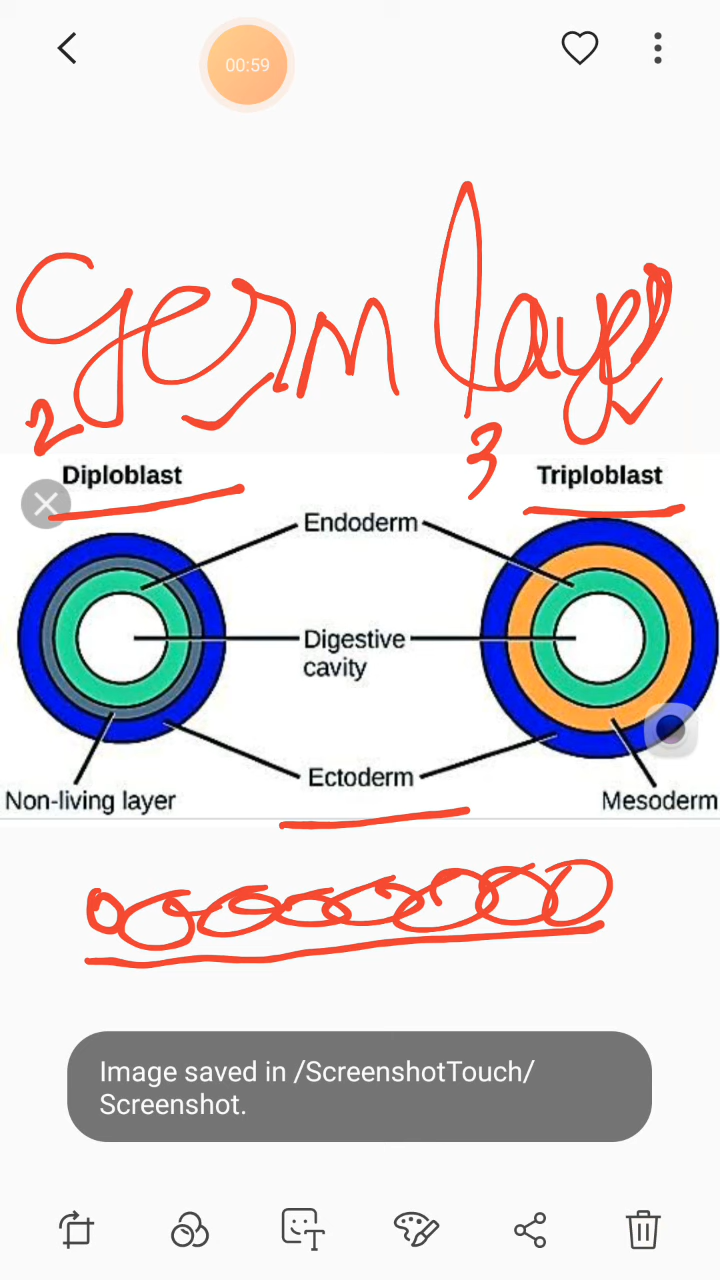 00:59
germ layer
2
3
Diploblast Triploblast
Endoderm
Digestive
cavity
Ectoderm
Non-living layer Mesoderm
Image saved in /ScreenshotTouch/
Screenshot.
T